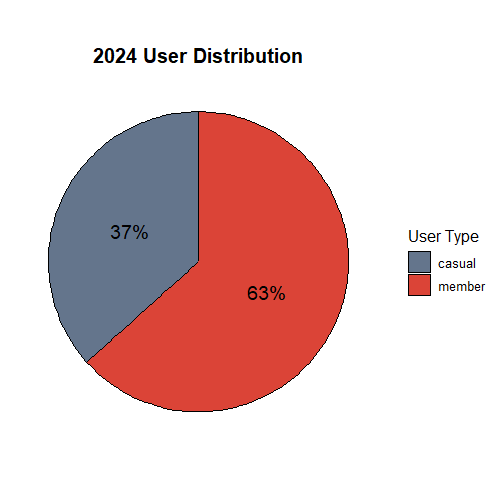 2024 User Distribution
37%
63%
User Type
casual
member